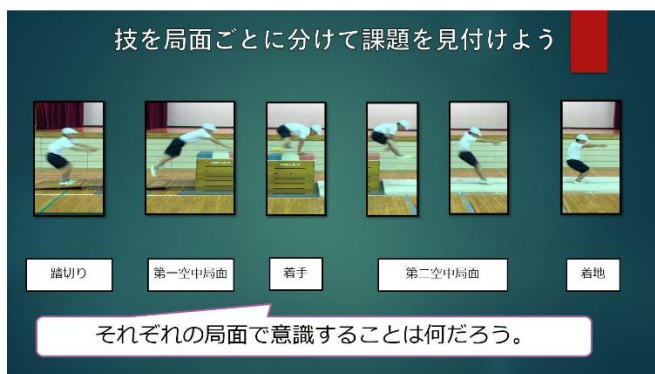 技を局面ごとに分けて課題を見付けよう
踏切り
第一空中局面
着手
第二空中局面
着地
それぞれの局面で意識することは何だろう。